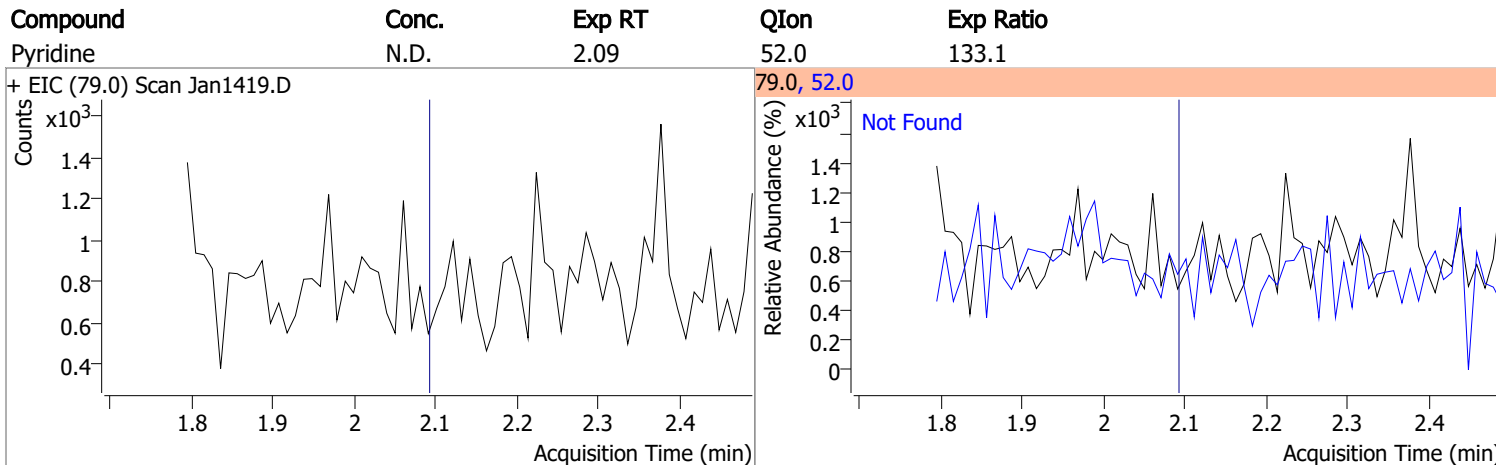 Compound Conc. Exp RT QIon Exp Ratio
Pyridine N.D. 2.09 52.0 133.1
+ EIC (79.0) Scan Jan1419.D
Counts
x10³
1.4
1.2
1
0.8
0.6
0.4
1.8 1.9 2 2.1 2.2 2.3 2.4
Acquisition Time (min)
79.0, 52.0
Relative Abundance (%)
x10³
Not Found
1.4
1.2
1
0.8
0.6
0.4
0.2
0
1.8 1.9 2 2.1 2.2 2.3 2.4
Acquisition Time (min)